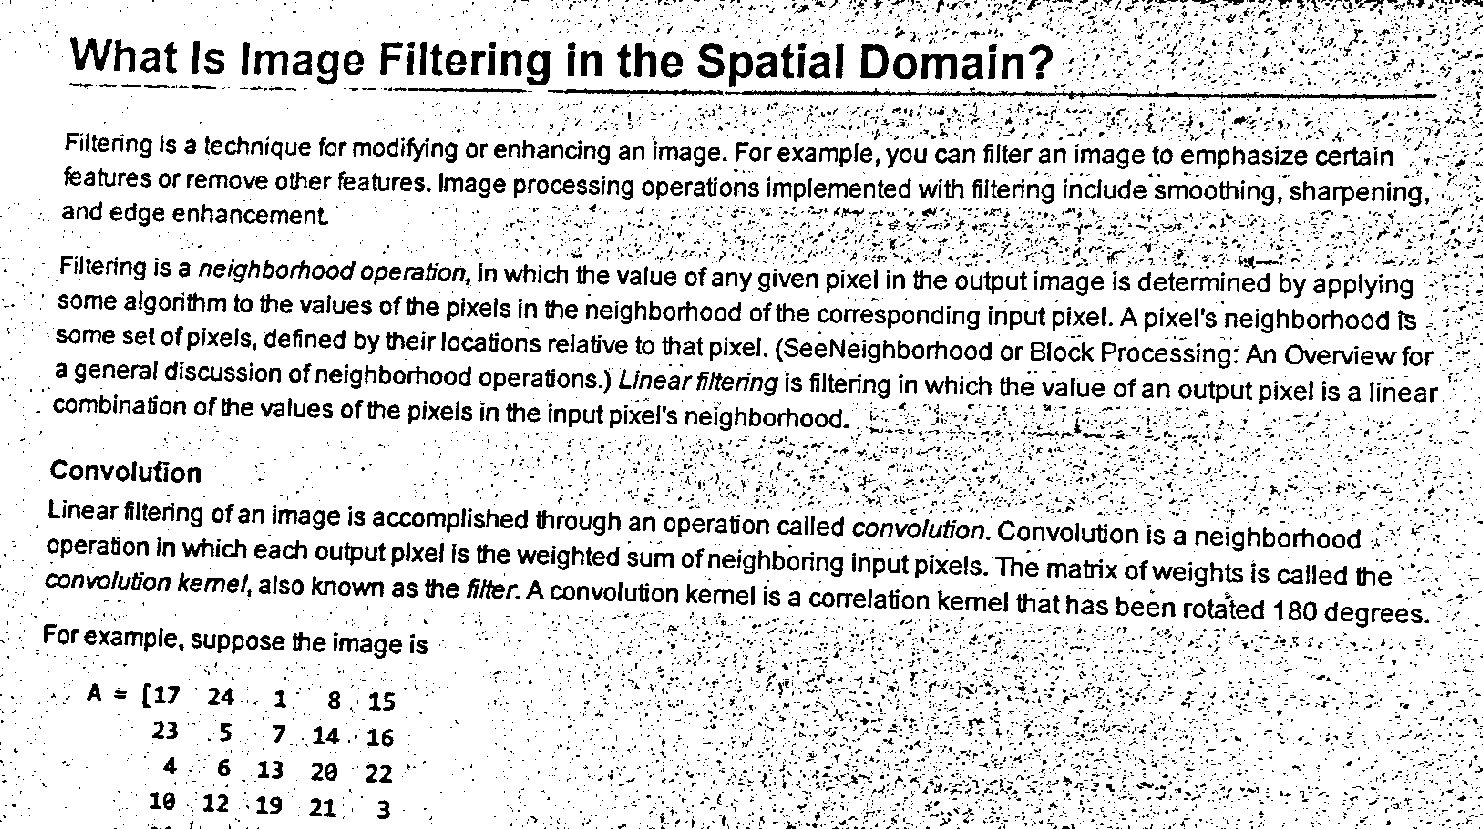 What Is Image Filtering in the Spatial Domain?
Filtering is a technique for modifying or enhancing an image. For example, you can filter an image to emphasize certain
features or remove other features. Image processing operations implemented with filtering include smoothing, sharpening,
and edge enhancement.
Filtering is a neighborhood operation, in which the value of any given pixel in the output image is determined by applying
some algorithm to the values of the pixels in the neighborhood of the corresponding input pixel. A pixel's neighborhood is
some set of pixels, defined by their locations relative to that pixel. (SeeNeighborhood or Block Processing: An Overview for
a general discussion of neighborhood operations.) Linear filtering is filtering in which the value of an output pixel is a linear
combination of the values of the pixels in the input pixel's neighborhood.
Convolution
Linear filtering of an image is accomplished through an operation called convolution. Convolution is a neighborhood
operation in which each output pixel is the weighted sum of neighboring input pixels. The matrix of weights is called the
convolution kernel, also known as the filter. A convolution kernel is a correlation kernel that has been rotated 180 degrees.
For example, suppose the image is
A = [17 24 1 8 15
23 5 7 14 16
4 6 13 20 22
10 12 19 21 3